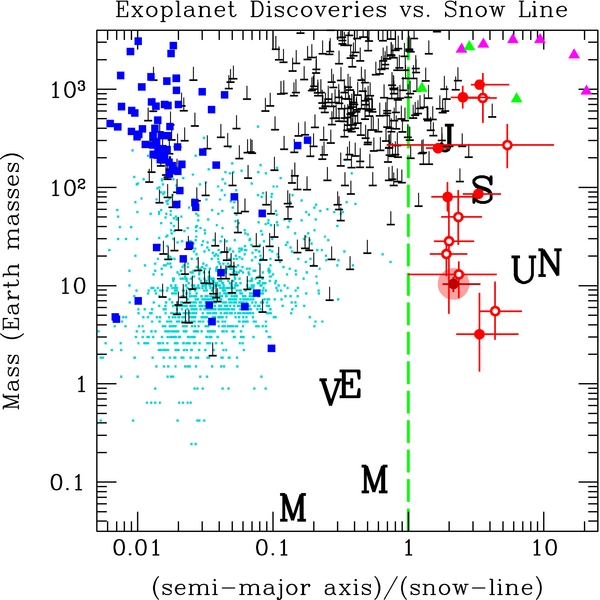 Exoplanet Discoveries vs. Snow Line
Mass (Earth masses)
10³
10²
10
1
0.1
J
S
U N
V E
M
M
0.01 0.1 1 10
(semi-major axis)/(snow-line)